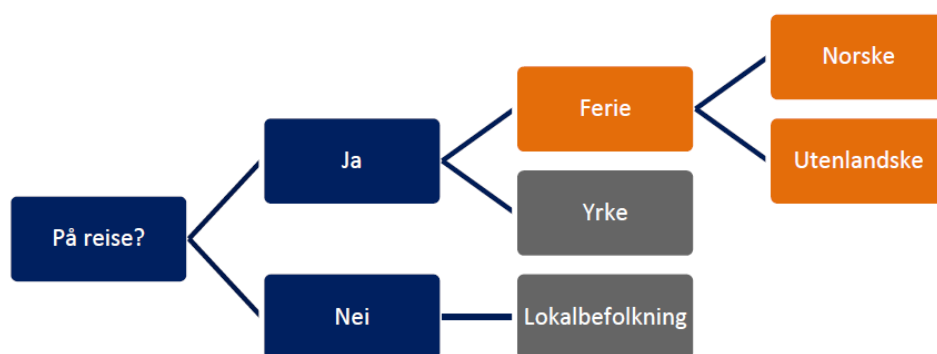 På reise?
Ja
Nei
Ferie
Yrke
Lokalbefolkning
Norske
Utenlandske